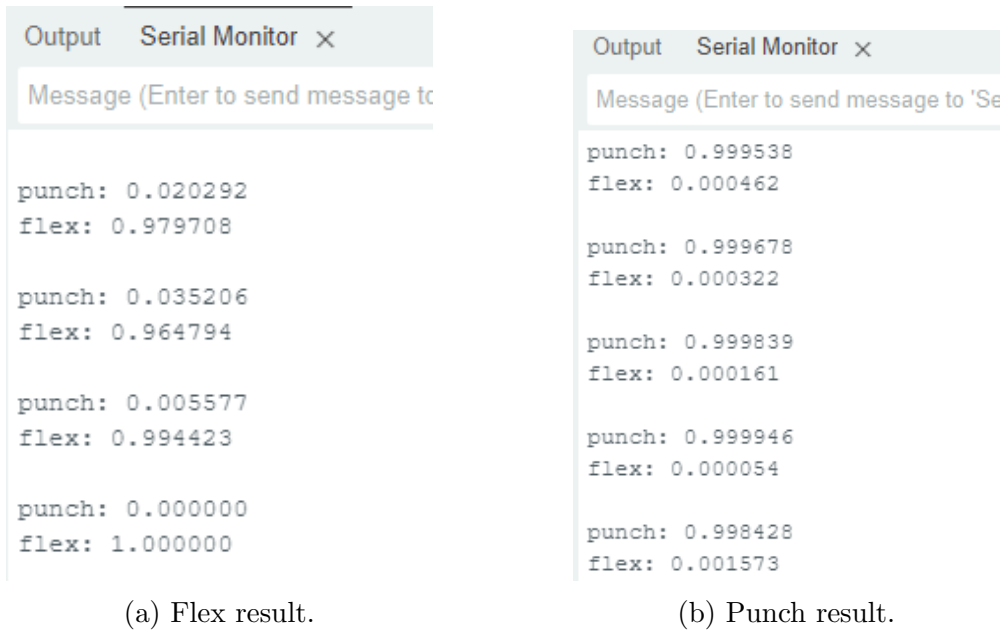 Output Serial Monitor ×
Message (Enter to send message to
punch: 0.020292
flex: 0.979708
punch: 0.035206
flex: 0.964794
punch: 0.005577
flex: 0.994423
punch: 0.000000
flex: 1.000000
(a) Flex result.
Output Serial Monitor ×
Message (Enter to send message to 'Se
punch: 0.999538
flex: 0.000462
punch: 0.999678
flex: 0.000322
punch: 0.999839
flex: 0.000161
punch: 0.999946
flex: 0.000054
punch: 0.998428
flex: 0.001573
(b) Punch result.